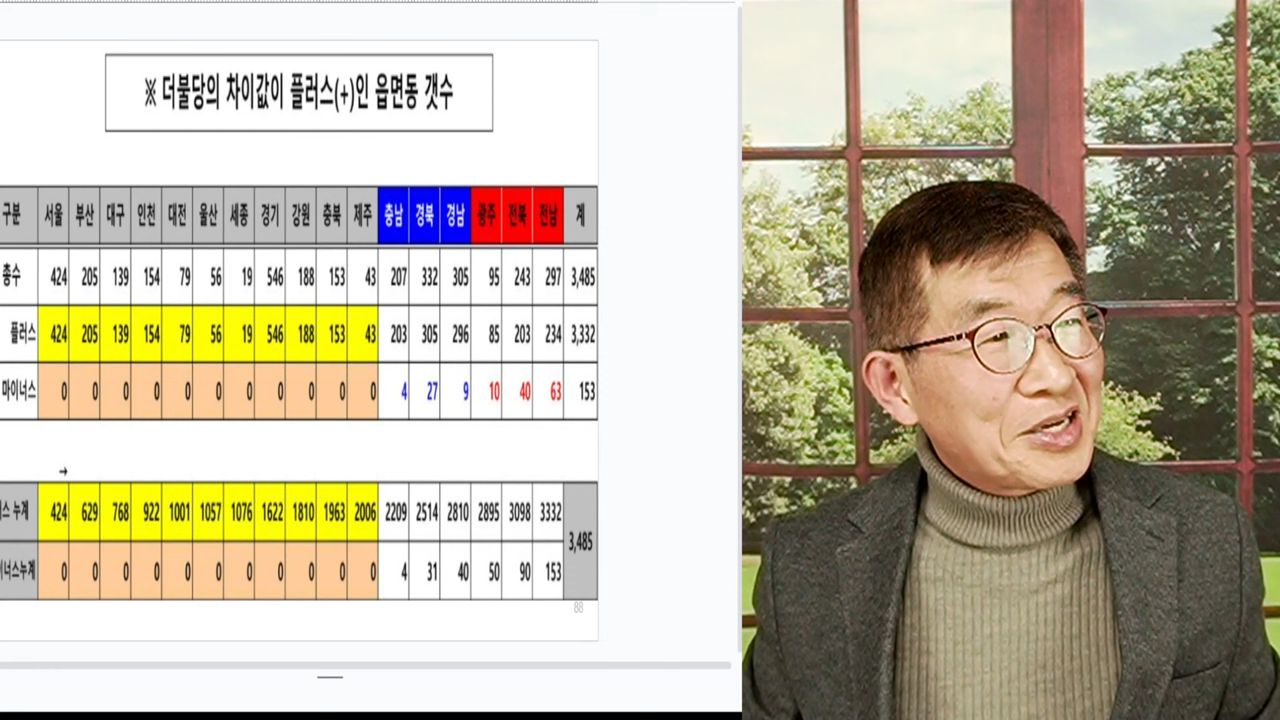 ※ 더불당의 차이값이 플러스(+)인 읍면동 갯수
구분 서울 부산 대구 인천 대전 울산 세종 경기 강원 충북 제주 충남 경북 경남 광주 전북 전남 계
총수 424 205 139 154 79 56 19 546 188 153 43 207 332 305 95 243 297 3,485
플러스 424 205 139 154 79 56 19 546 188 153 43 203 305 296 85 203 234 3,332
마이너스 0 0 0 0 0 0 0 0 0 0 0 4 27 9 10 40 63 153
→
스 누계 424 629 768 922 1001 1057 1076 1622 1810 1963 2006 2209 2514 2810 2895 3098 3332 3,485
너스누계 0 0 0 0 0 0 0 0 0 0 0 4 31 40 50 90 153
88